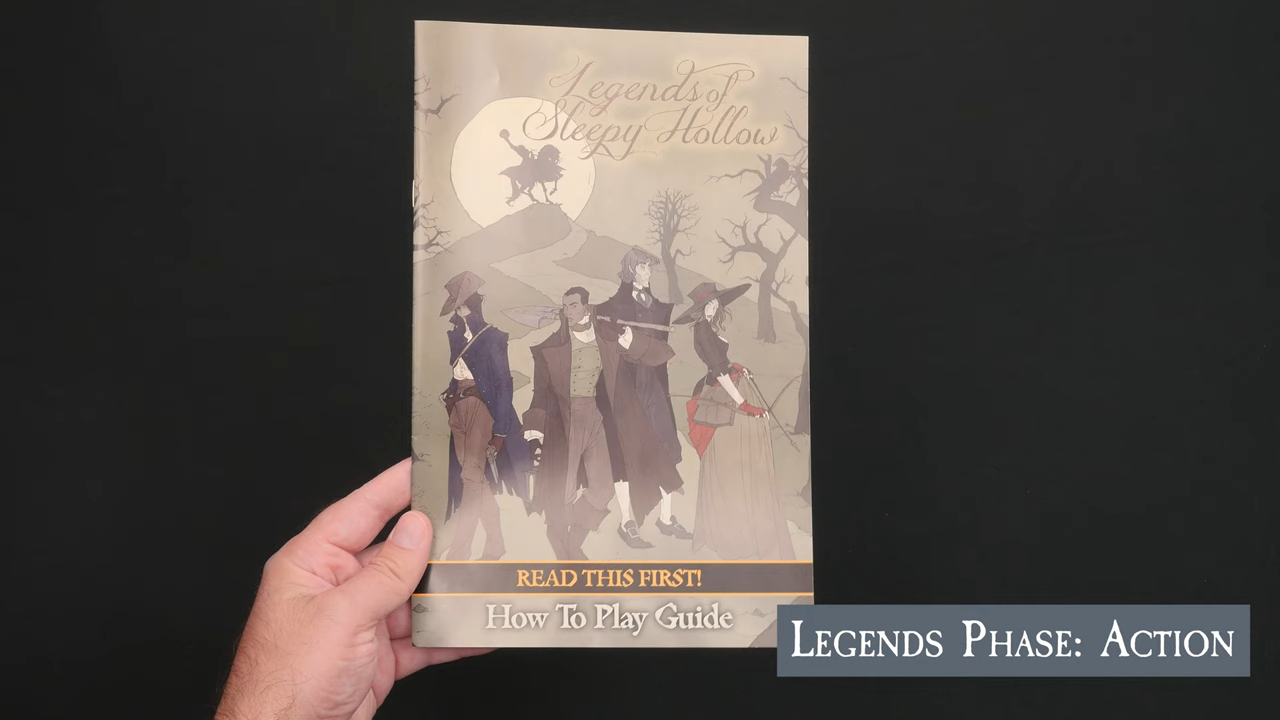 Legends of
Sleepy Hollow
READ THIS FIRST!
How To Play Guide
LEGENDS PHASE: ACTION